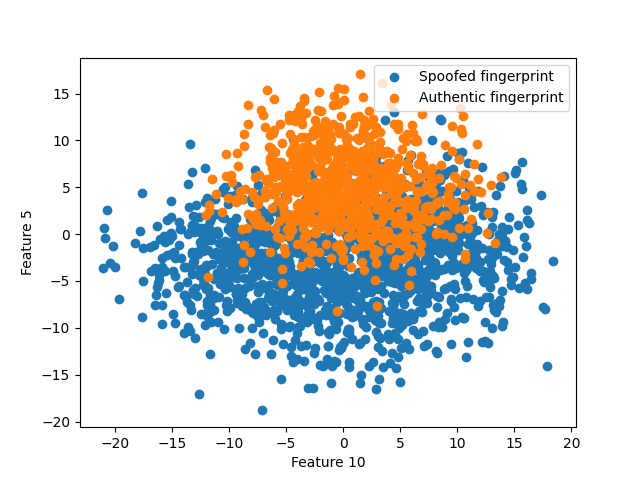 Spoofed fingerprint
Authentic fingerprint
15
10
5
0
−5
−10
−15
−20
Feature 5
−20 −15 −10 −5 0 5 10 15 20
Feature 10